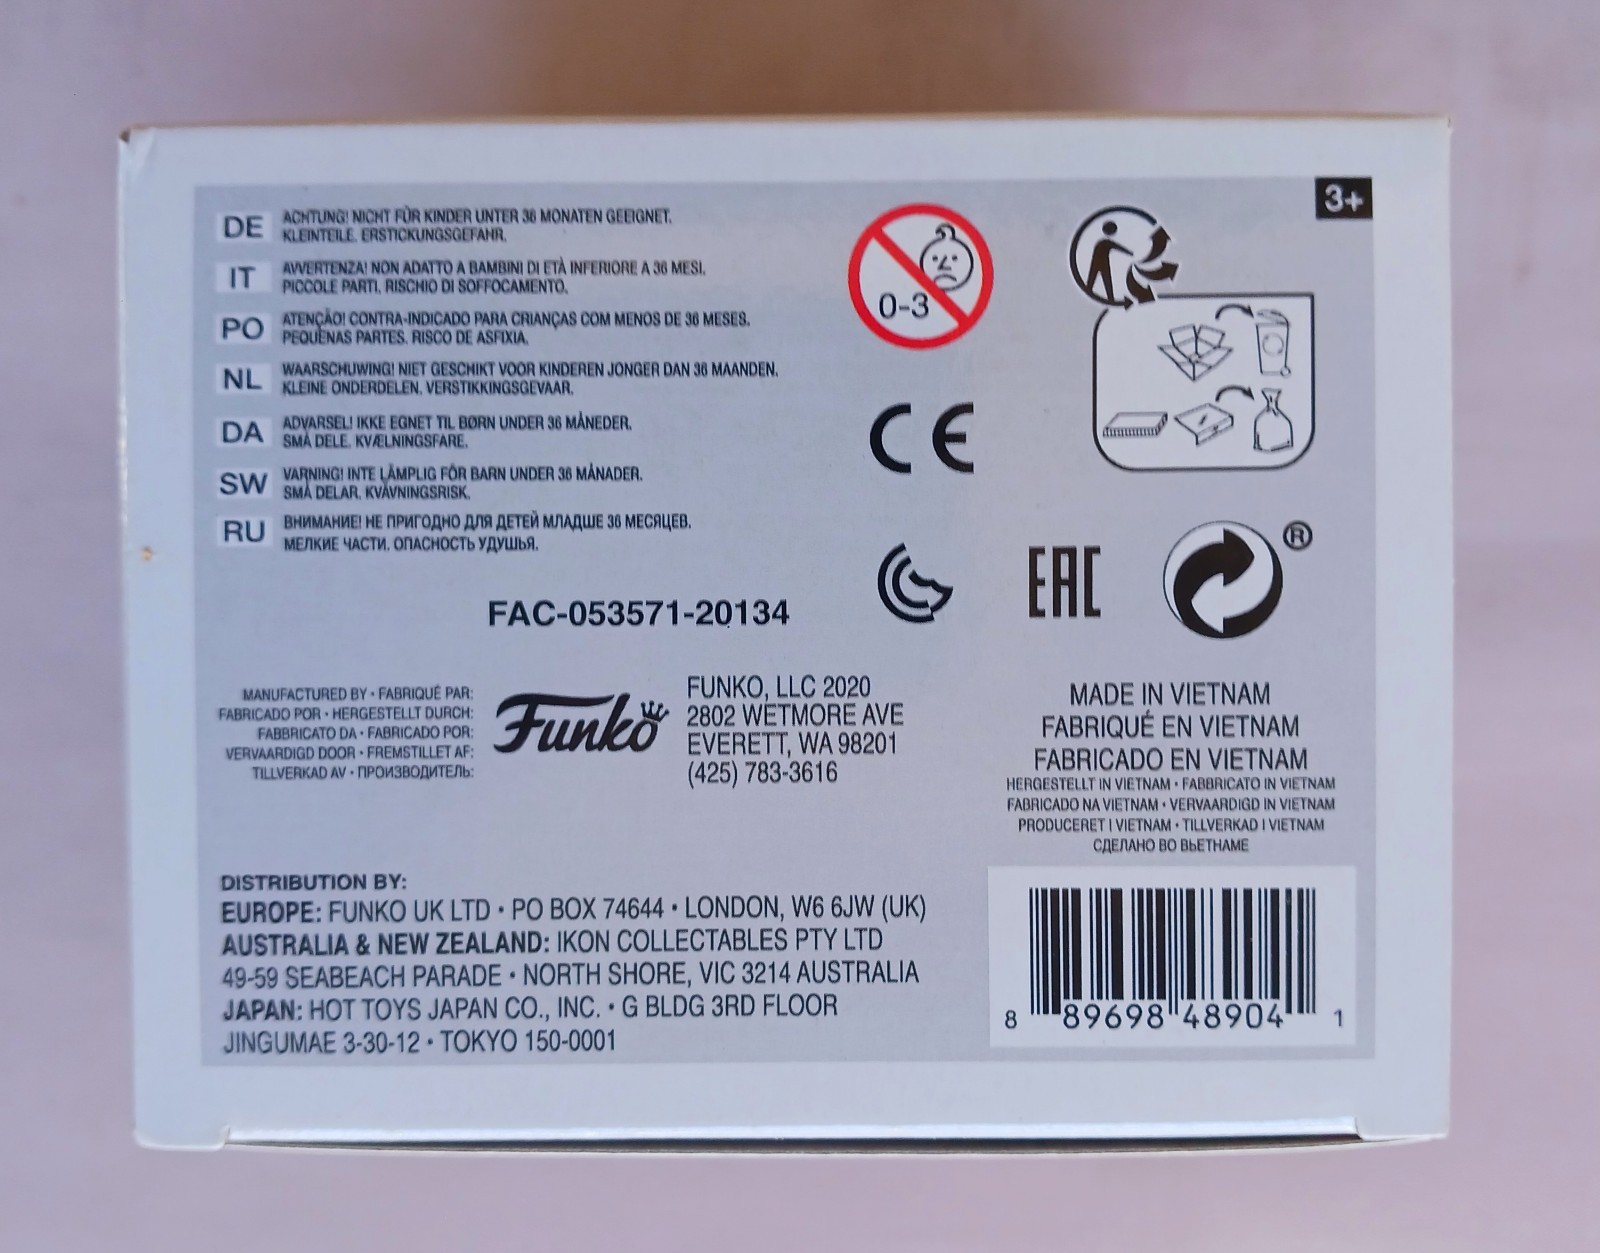 3+
DE ACHTUNG! NICHT FÜR KINDER UNTER 36 MONATEN GEEIGNET.
KLEINTEILE. ERSTICKUNGSGEFAHR.
IT AVVERTENZA! NON ADATTO A BAMBINI DI ETÀ INFERIORE A 36 MESI.
PICCOLE PARTI, RISCHIO DI SOFFOCAMENTO.
PO ATENÇÃO! CONTRA-INDICADO PARA CRIANÇAS COM MENOS DE 36 MESES.
PEQUENAS PARTES. RISCO DE ASFIXIA.
NL WAARSCHUWING! NIET GESCHIKT VOOR KINDEREN JONGER DAN 36 MAANDEN.
KLEINE ONDERDELEN. VERSTIKKINGSGEVAAR.
DA ADVARSEL! IKKE EGNET TIL BØRN UNDER 36 MÅNEDER.
SMÅ DELE. KVÆLNINGSFARE.
SW VARNING! INTE LÄMPLIG FÖR BARN UNDER 36 MÅNADER.
SMÅ DELAR. KVÄVNINGSRISK.
RU ВНИМАНИЕ! НЕ ПРИГОДНО ДЛЯ ДЕТЕЙ МЛАДШЕ 36 МЕСЯЦЕВ.
МЕЛКИЕ ЧАСТИ. ОПАСНОСТЬ УДУШЬЯ.
0-3
CE
EAC
®
FAC-053571-20134
MANUFACTURED BY • FABRIQUÉ PAR:
FABRICADO POR • HERGESTELLT DURCH:
FABBRICATO DA • FABRICADO POR:
VERVAARDIGD DOOR • FREMSTILLET AF:
TILLVERKAD AV • ПРОИЗВОДИТЕЛЬ:
Funko
FUNKO, LLC 2020
2802 WETMORE AVE
EVERETT, WA 98201
(425) 783-3616
MADE IN VIETNAM
FABRIQUÉ EN VIETNAM
FABRICADO EN VIETNAM
HERGESTELLT IN VIETNAM • FABBRICATO IN VIETNAM
FABRICADO NA VIETNAM • VERVAARDIGD IN VIETNAM
PRODUCERET I VIETNAM • TILLVERKAD I VIETNAM
СДЕЛАНО ВО ВЬЕТНАМЕ
DISTRIBUTION BY:
EUROPE: FUNKO UK LTD • PO BOX 74644 • LONDON, W6 6JW (UK)
AUSTRALIA & NEW ZEALAND: IKON COLLECTABLES PTY LTD
49-59 SEABEACH PARADE • NORTH SHORE, VIC 3214 AUSTRALIA
JAPAN: HOT TOYS JAPAN CO., INC. • G BLDG 3RD FLOOR
JINGUMAE 3-30-12 • TOKYO 150-0001
8 89698 48904 1